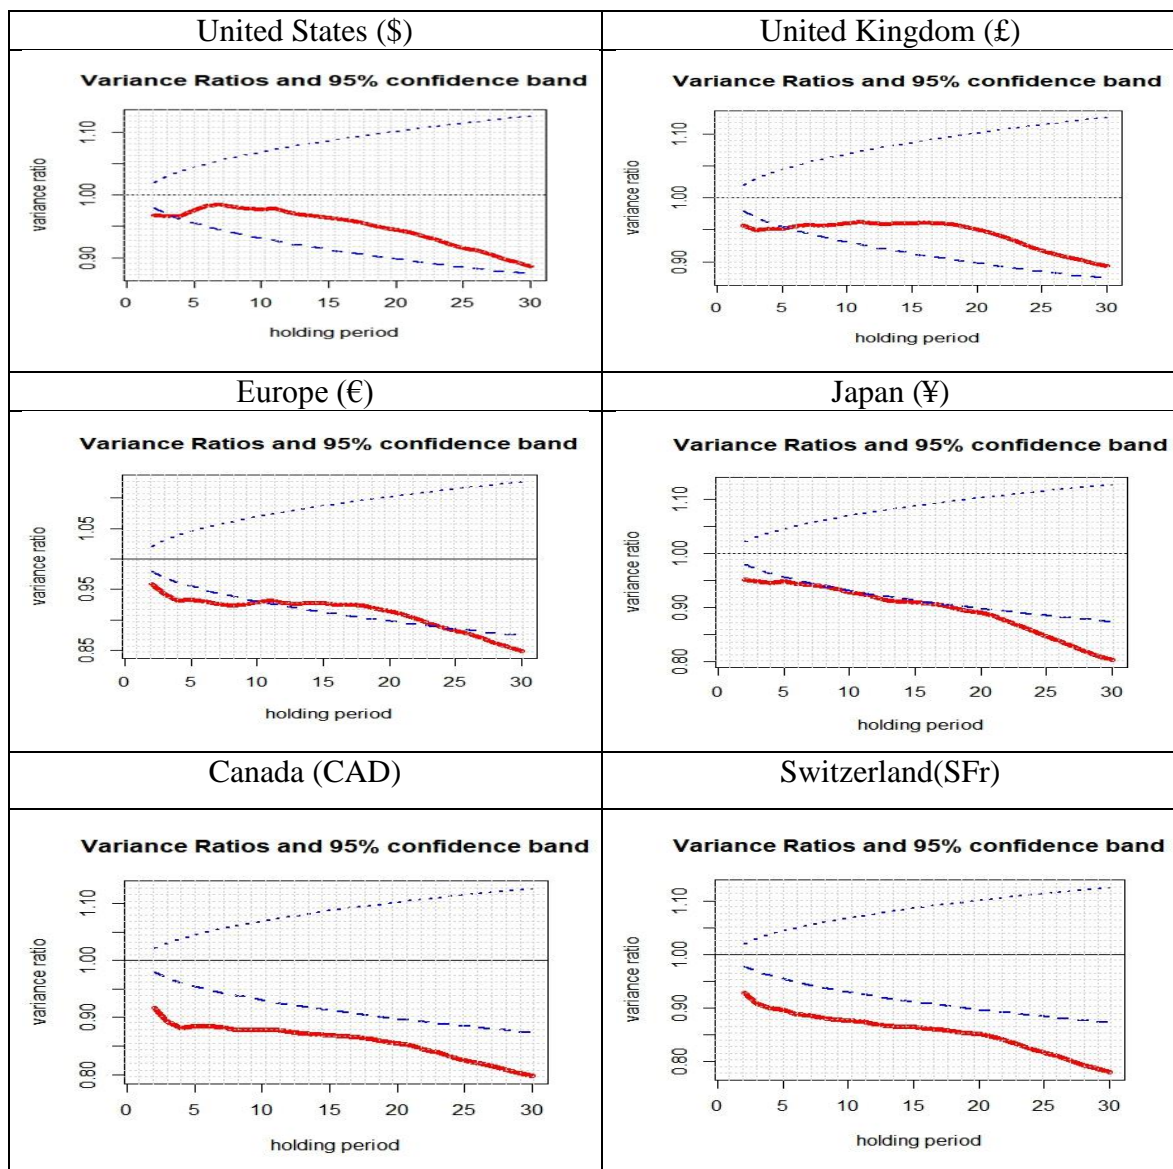 United States ($)
United Kingdom (£)
Variance Ratios and 95% confidence band
variance ratio
1.10
1.00
0.90
0 5 10 15 20 25 30
holding period
Variance Ratios and 95% confidence band
variance ratio
1.10
1.00
0.90
0 5 10 15 20 25 30
holding period
Europe (€)
Japan (¥)
Variance Ratios and 95% confidence band
variance ratio
1.05
0.95
0.85
0 5 10 15 20 25 30
holding period
Variance Ratios and 95% confidence band
variance ratio
1.10
1.00
0.90
0.80
0 5 10 15 20 25 30
holding period
Canada (CAD)
Switzerland(SFr)
Variance Ratios and 95% confidence band
variance ratio
1.10
1.00
0.90
0.80
0 5 10 15 20 25 30
holding period
Variance Ratios and 95% confidence band
variance ratio
1.10
1.00
0.90
0.80
0 5 10 15 20 25 30
holding period